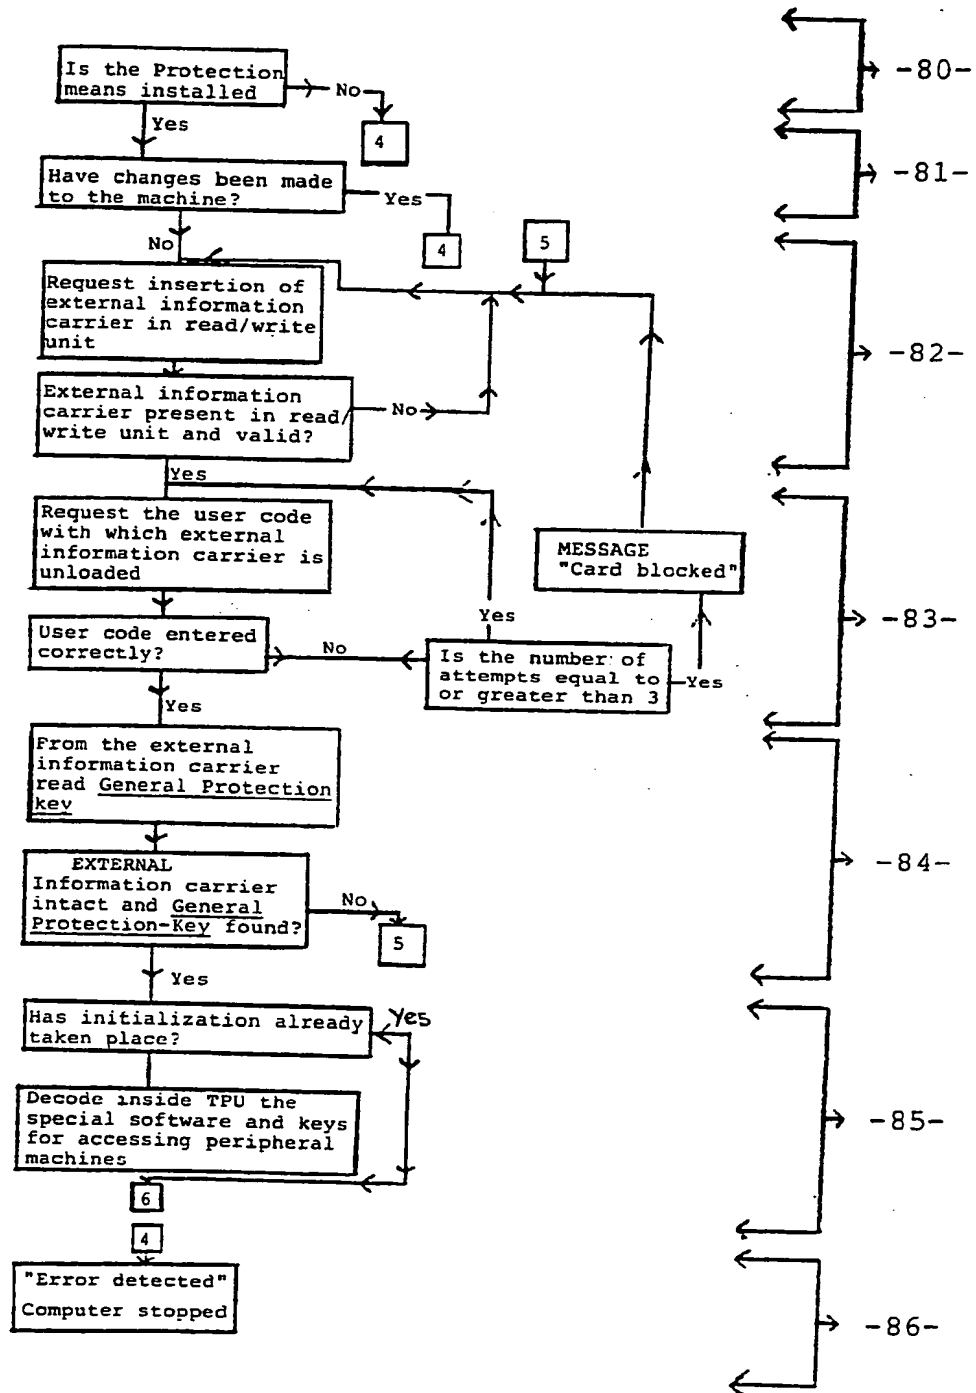 -80-
Is the Protection
means installed
No
Yes
4
-81-
Have changes been made
to the machine?
Yes
No
4
5
Request insertion of
external information
carrier in read/write
unit
-82-
External information
carrier present in read/
write unit and valid?
No
Yes
Request the user code
with which external
information carrier is
unloaded
MESSAGE
"Card blocked"
-83-
Yes
User code entered
correctly?
No
Is the number of
attempts equal to
or greater than 3
Yes
Yes
From the external
information carrier
read General Protection
key
-84-
EXTERNAL
Information carrier
intact and General
Protection-Key found?
No
5
Yes
Has initialization already
taken place?
Yes
Decode inside TPU the
special software and keys
for accessing peripheral
machines
-85-
6
4
"Error detected"
Computer stopped
-86-